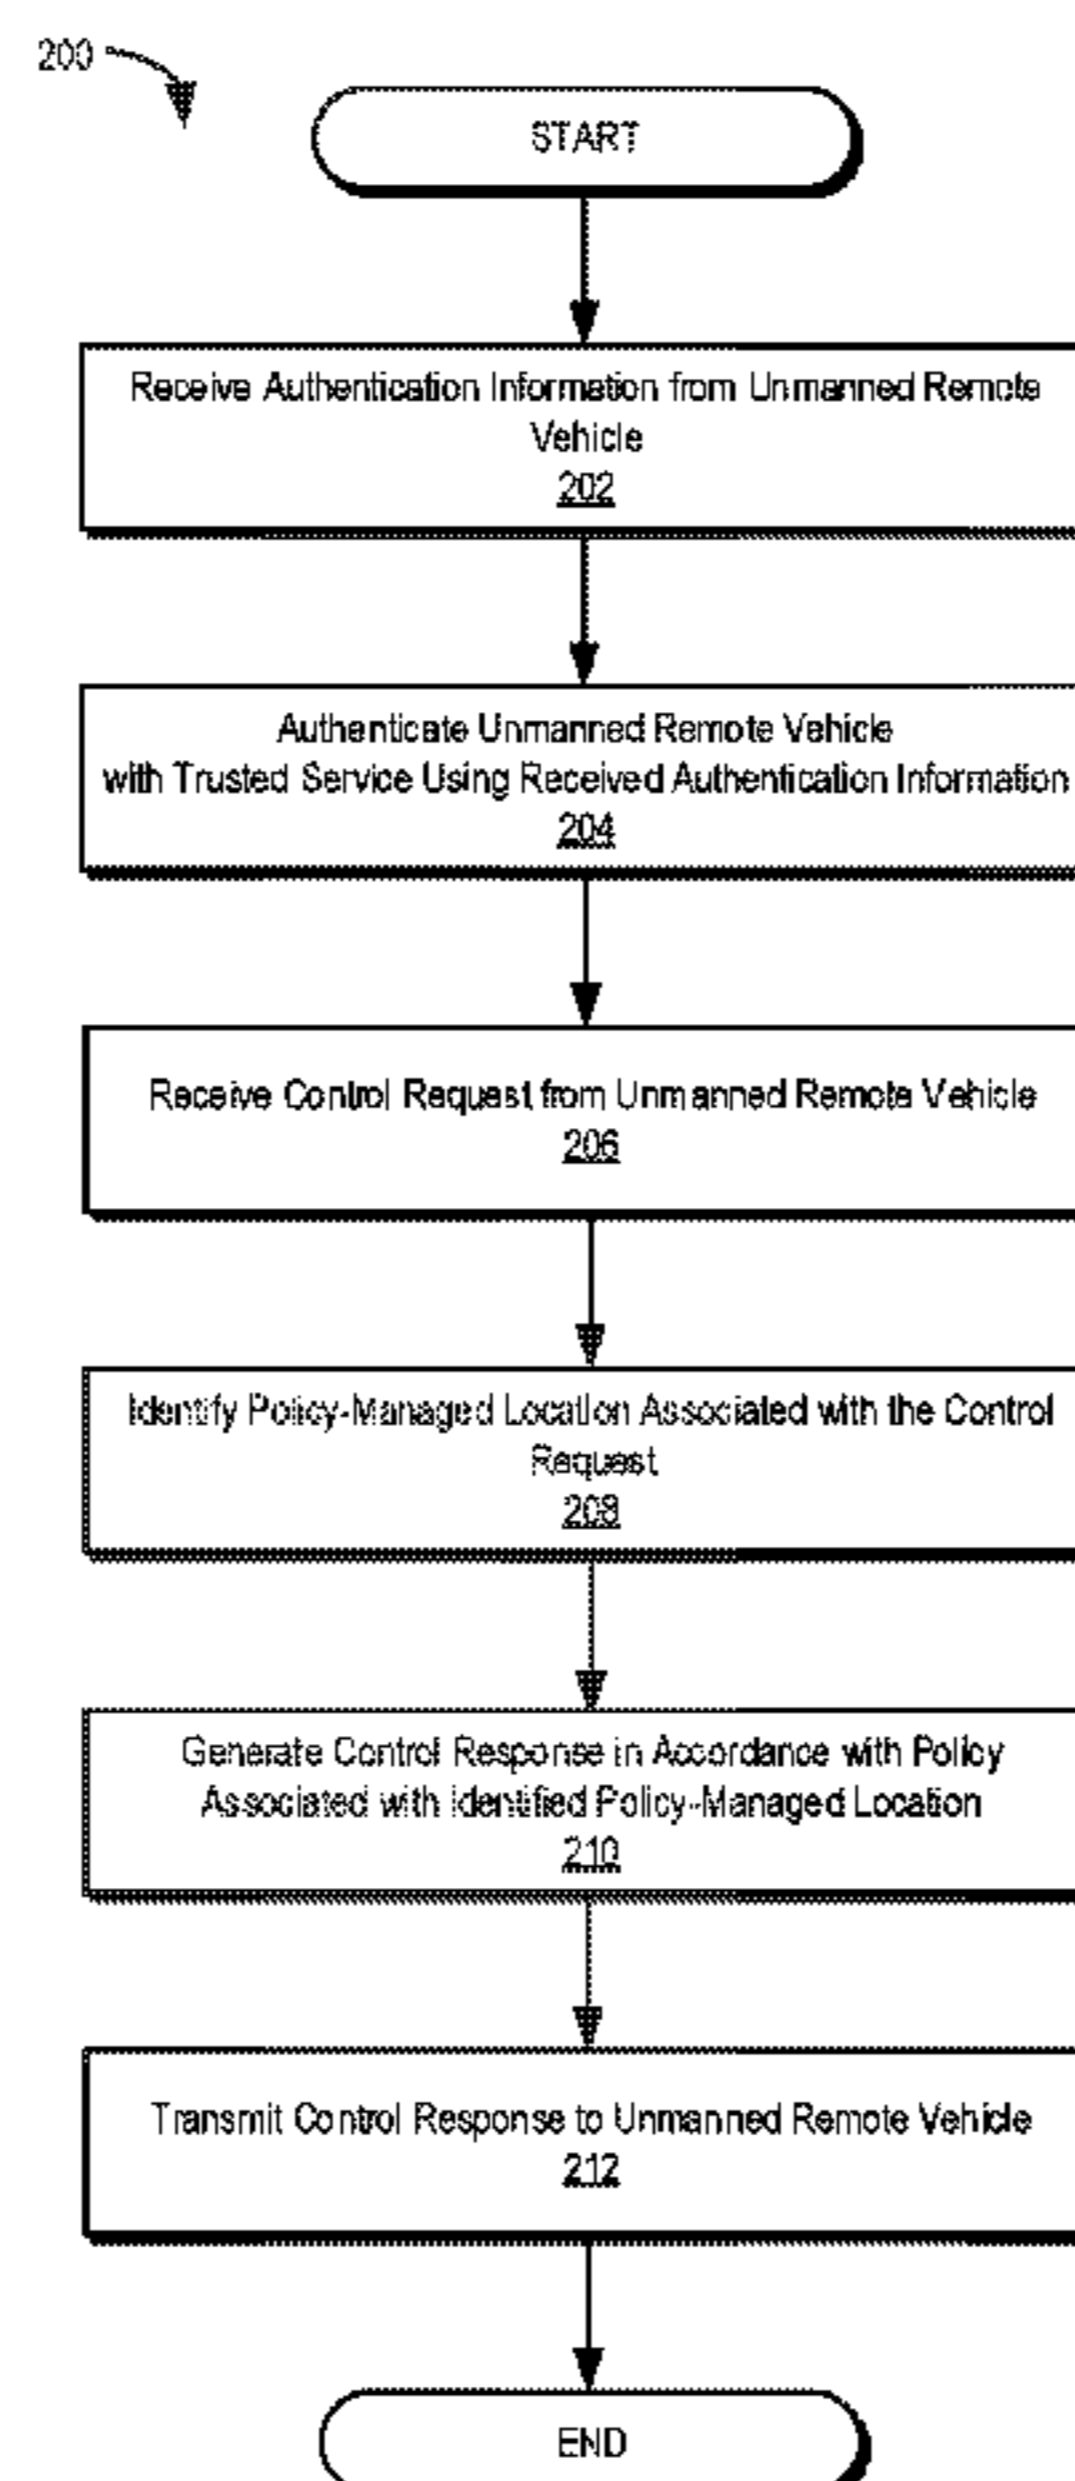 200
START
Receive Authentication Information from Unmanned Remote
Vehicle
202
Authenticate Unmanned Remote Vehicle
with Trusted Service Using Received Authentication Information
204
Receive Control Request from Unmanned Remote Vehicle
206
Identify Policy-Managed Location Associated with the Control
Request
208
Generate Control Response in Accordance with Policy
Associated with Identified Policy-Managed Location
210
Transmit Control Response to Unmanned Remote Vehicle
212
END